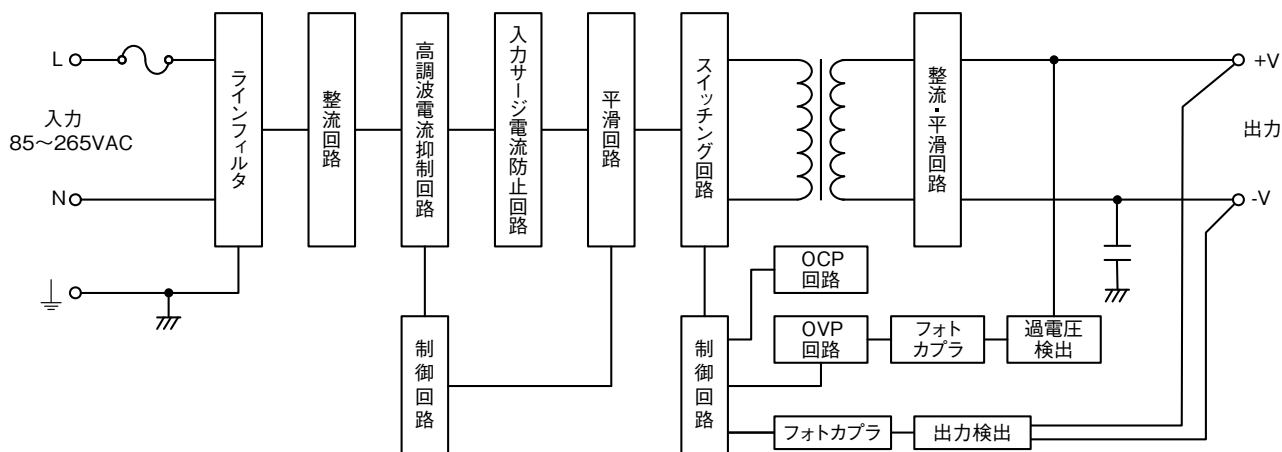 L
入力
85～265VAC
N
ラインフィルタ
整流回路
高調波電流抑制回路
入力サージ電流防止回路
平滑回路
スイッチング回路
整流・平滑回路
+V
出力
-V
制御回路
制御回路
OCP
回路
OVP
回路
フォト
カプラ
過電圧
検出
フォトカプラ
出力検出